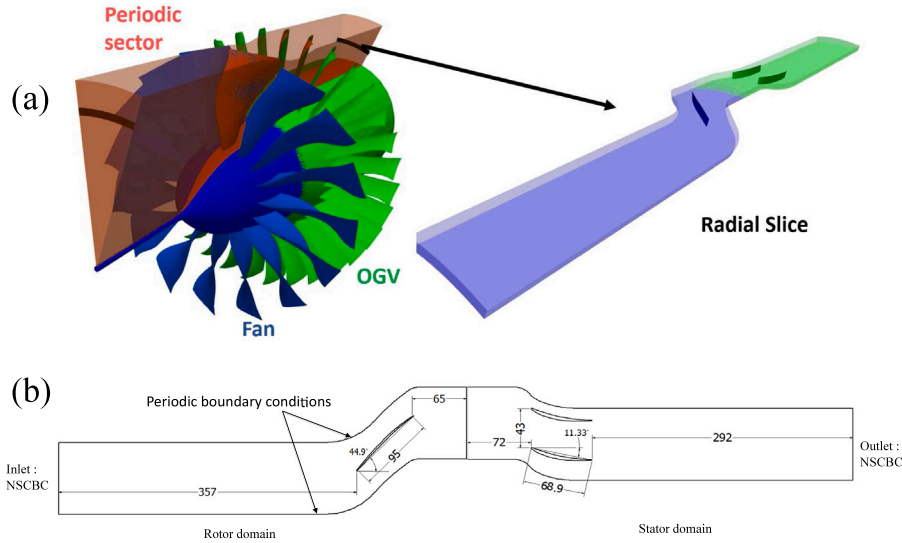 Periodic
sector
(a)
OGV
Fan
Radial Slice
(b)
Periodic boundary conditions
65
43
11.33°
72
292
44.9°
95
68.9
357
Inlet :
NSCBC
Outlet :
NSCBC
Rotor domain
Stator domain